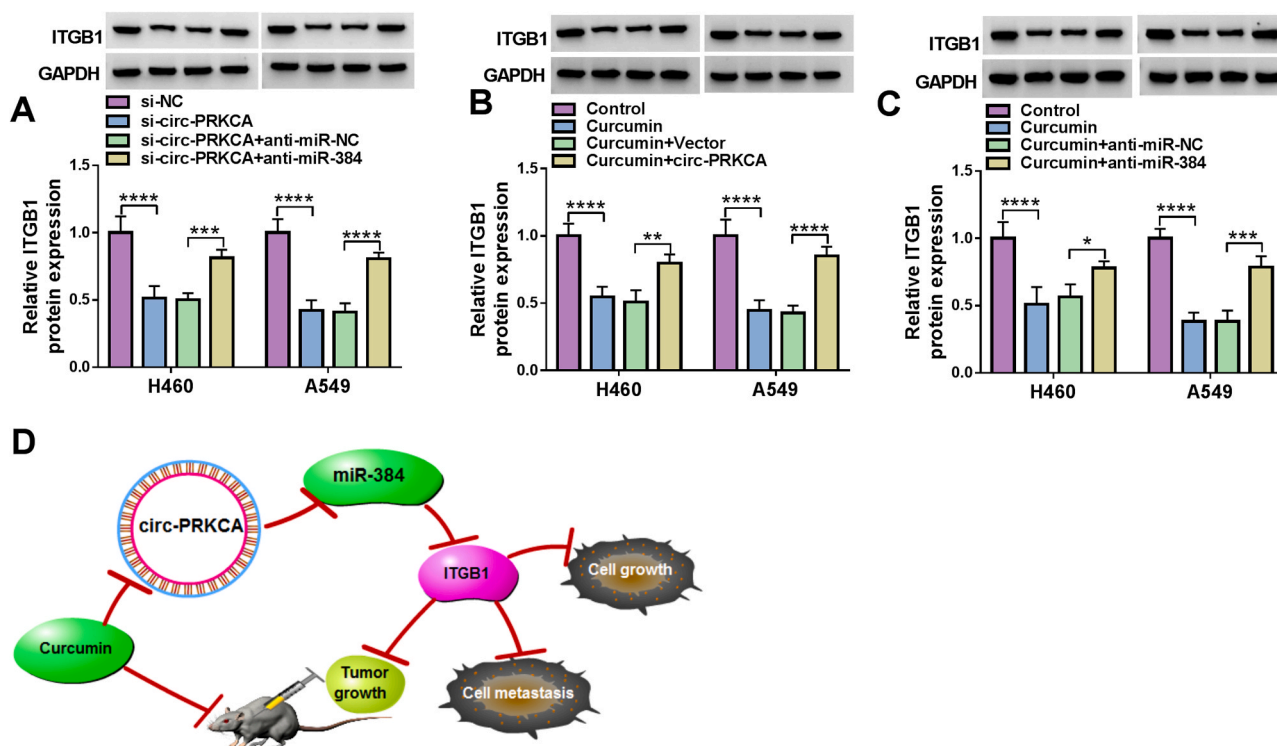 ITGB1
GAPDH
A
si-NC
si-circ-PRKCA
si-circ-PRKCA+anti-miR-NC
si-circ-PRKCA+anti-miR-384
Relative ITGB1
protein expression
1.5
1.0
0.5
0.0
****
***
****
****
H460
A549
ITGB1
GAPDH
B
Control
Curcumin
Curcumin+Vector
Curcumin+circ-PRKCA
Relative ITGB1
protein expression
1.5
1.0
0.5
0.0
****
**
****
****
H460
A549
ITGB1
GAPDH
C
Control
Curcumin
Curcumin+anti-miR-NC
Curcumin+anti-miR-384
Relative ITGB1
protein expression
1.5
1.0
0.5
0.0
****
*
****
***
H460
A549
D
miR-384
circ-PRKCA
ITGB1
Cell growth
Curcumin
Tumor
growth
Cell metastasis